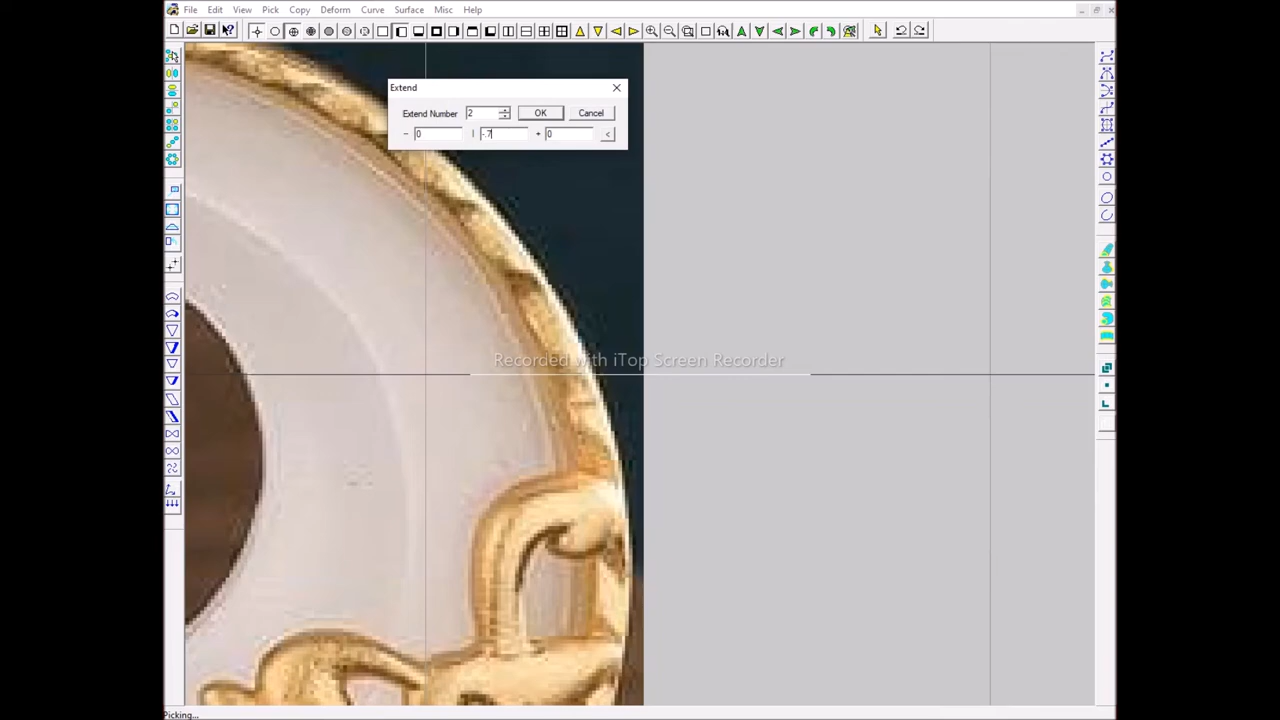 File Edit View Pick Copy Deform Curve Surface Misc Help
Extend
Extend Number 2 OK Cancel
- 0 | -.7 + 0 <
Recorded with iTop Screen Recorder
Picking...